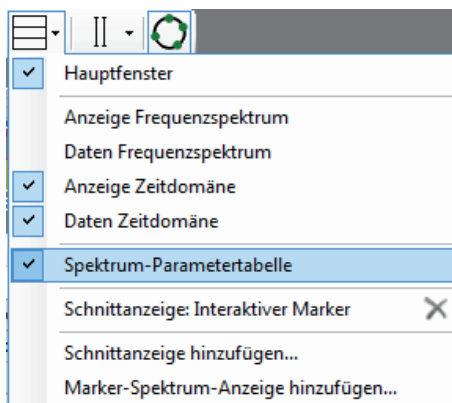 Hauptfenster
Anzeige Frequenzspektrum
Daten Frequenzspektrum
Anzeige Zeitdomäne
Daten Zeitdomäne
Spektrum-Parametertabelle
Schnittanzeige: Interaktiver Marker
Schnittanzeige hinzufügen...
Marker-Spektrum-Anzeige hinzufügen...